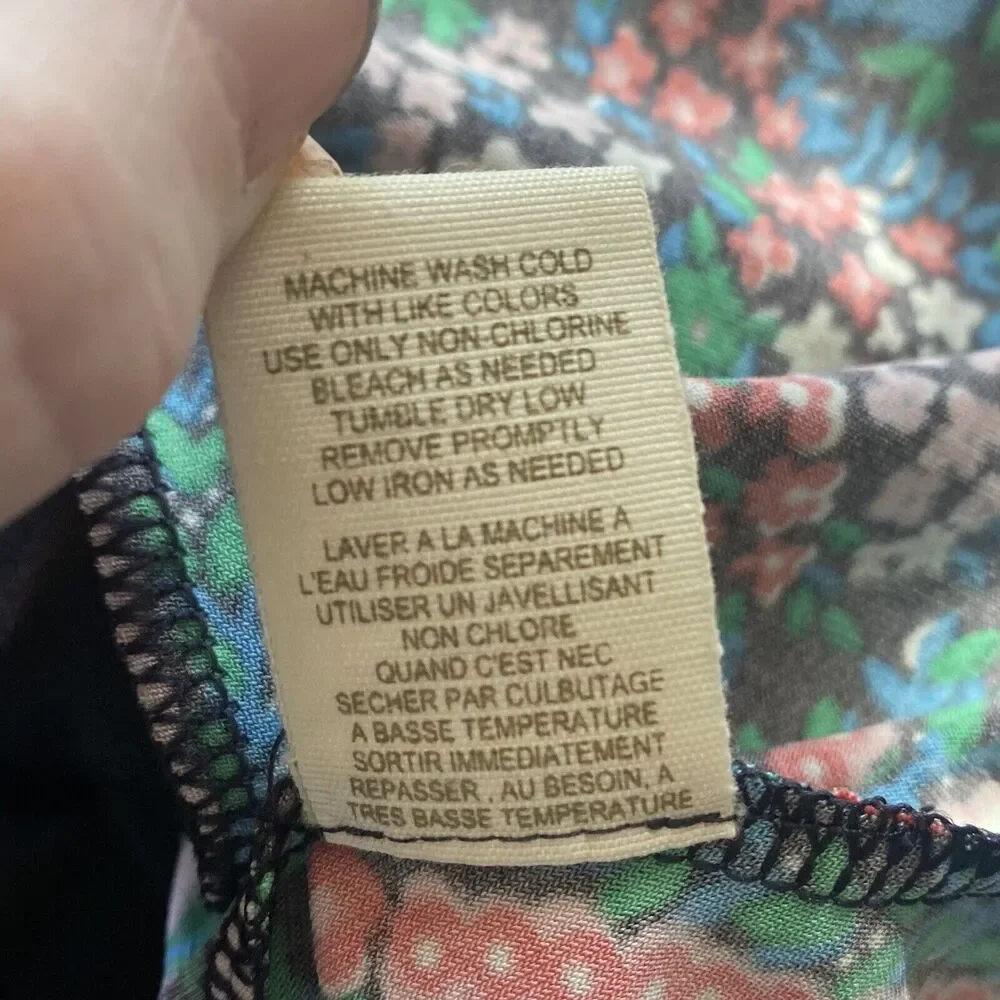 MACHINE WASH COLD
WITH LIKE COLORS
USE ONLY NON-CHLORINE
BLEACH AS NEEDED
TUMBLE DRY LOW
REMOVE PROMPTLY
LOW IRON AS NEEDED
LAVER A LA MACHINE A
L'EAU FROIDE SEPAREMENT
UTILISER UN JAVELLISANT
NON CHLORE
QUAND C'EST NEC
SECHER PAR CULBUTAGE
A BASSE TEMPERATURE
SORTIR IMMEDIATEMENT
REPASSER , AU BESOIN, A
TRES BASSE TEMPERATURE